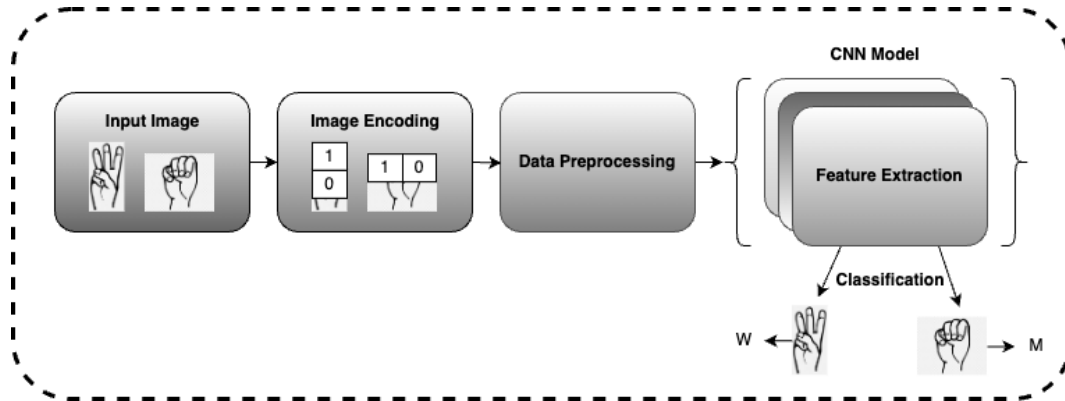 CNN Model
Input Image
Image Encoding
1
0
1 0
Data Preprocessing
Feature Extraction
Classification
W
M